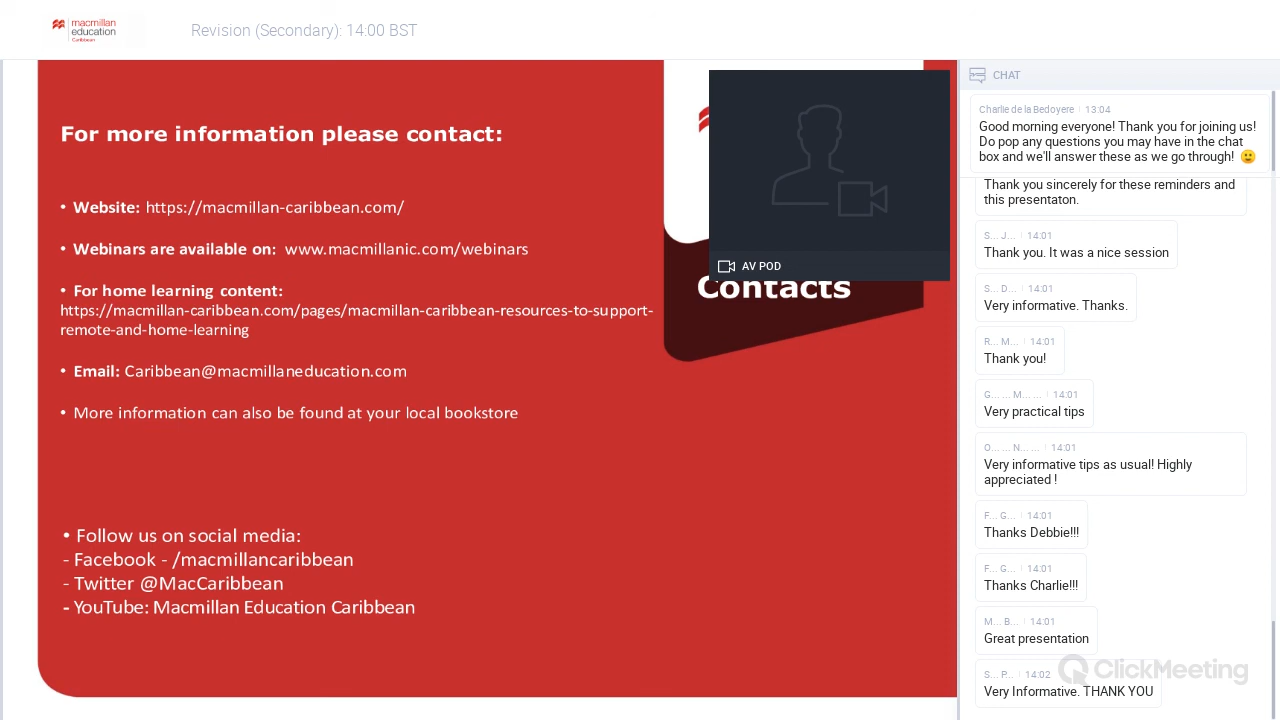 macmillan
education
Caribbean
Revision (Secondary): 14:00 BST
For more information please contact:
• Website: https://macmillan-caribbean.com/
• Webinars are available on: www.macmillanic.com/webinars
• For home learning content:
https://macmillan-caribbean.com/pages/macmillan-caribbean-resources-to-support-
remote-and-home-learning
• Email: Caribbean@macmillaneducation.com
• More information can also be found at your local bookstore
• Follow us on social media:
- Facebook - /macmillancaribbean
- Twitter @MacCaribbean
- YouTube: Macmillan Education Caribbean
AV POD
Contacts
CHAT
Charlie de la Bedoyere | 13:04
Good morning everyone! Thank you for joining us!
Do pop any questions you may have in the chat
box and we'll answer these as we go through! 🙂
Thank you sincerely for these reminders and
this presentaton.
S... J... | 14:01
Thank you. It was a nice session
S... D... | 14:01
Very informative. Thanks.
R... M... | 14:01
Thank you!
G... ... M... ... | 14:01
Very practical tips
O... ... N... ... | 14:01
Very informative tips as usual! Highly
appreciated !
F... G... | 14:01
Thanks Debbie!!!
F... G... | 14:01
Thanks Charlie!!!
M... B... | 14:01
Great presentation
S... P... | 14:02
Very Informative. THANK YOU
ClickMeeting